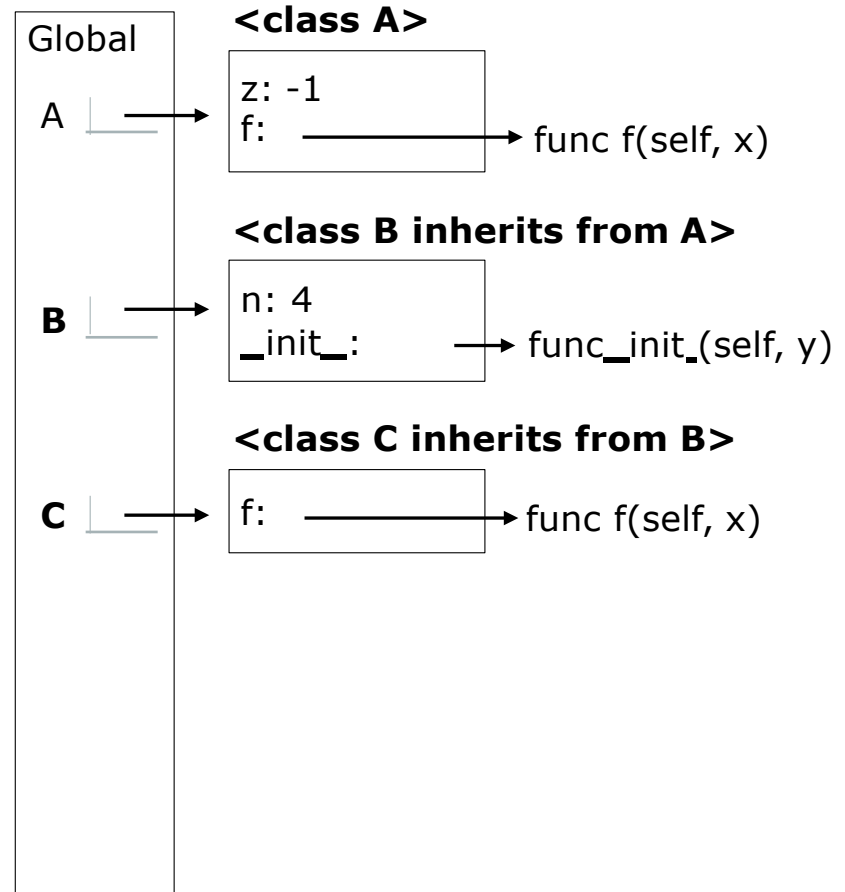 Global
<class A>
A
z: -1
f:
func f(self, x)
<class B inherits from A>
B
n: 4
_init_:
func_init_(self, y)
<class C inherits from B>
C
f:
func f(self, x)